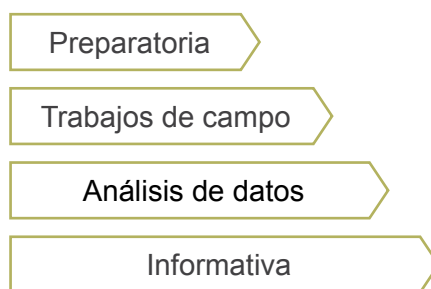 Preparatoria
Trabajos de campo
Análisis de datos
Informativa